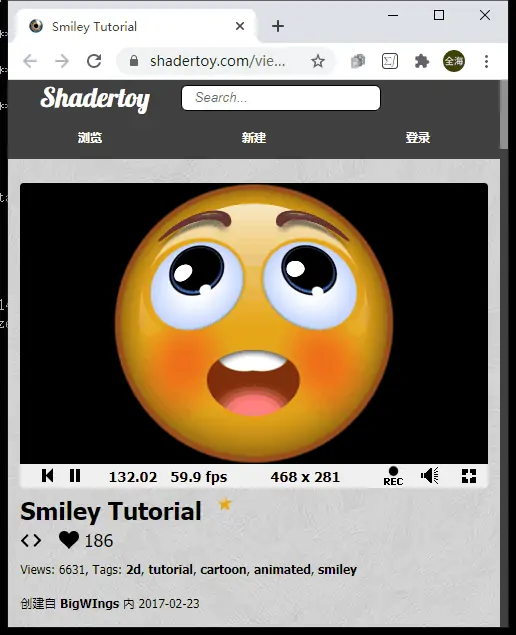 Smiley Tutorial
shadertoy.com/vie...
全海
Shadertoy
Search...
浏览 新建 登录
132.02 59.9 fps 468 x 281 REC
Smiley Tutorial
186
Views: 6631, Tags: 2d, tutorial, cartoon, animated, smiley
创建自 BigWIngs 内 2017-02-23